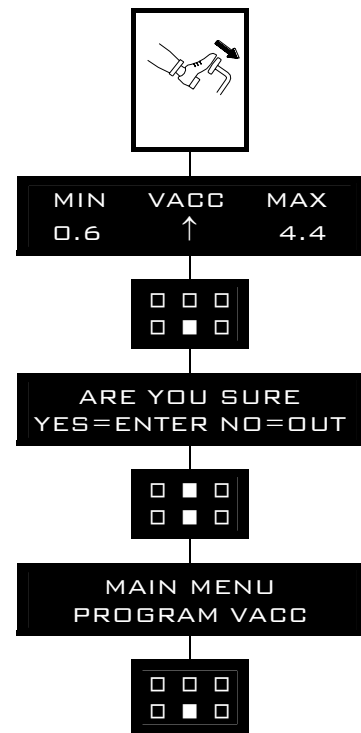 MIN VACC MAX
0.6 ↑ 4.4
ARE YOU SURE
YES=ENTER NO=OUT
MAIN MENU
PROGRAM VACC